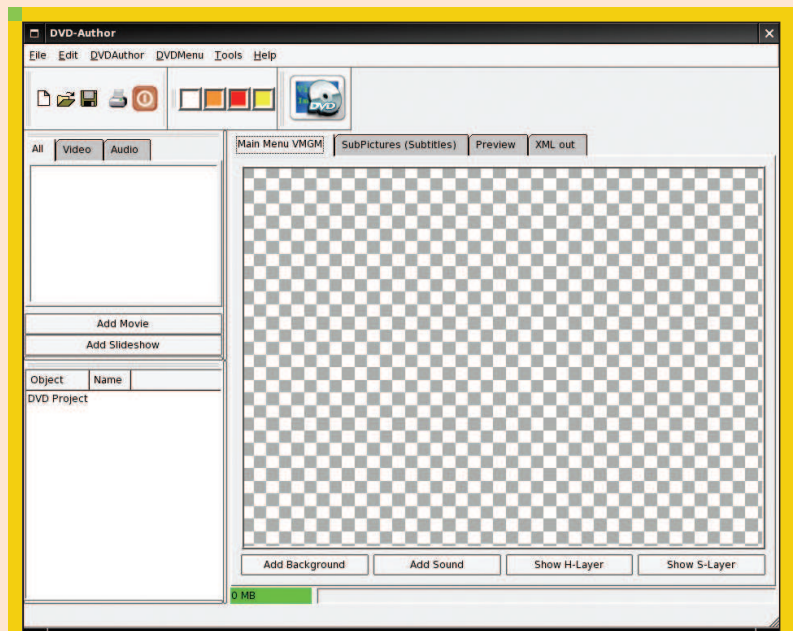 DVD-Author
File Edit DVDAuthor DVDMenu Tools Help
DVD
All Video Audio
Main Menu VMGM SubPictures (Subtitles) Preview XML out
Add Movie
Add Slideshow
Object Name
DVD Project
Add Background Add Sound Show H-Layer Show S-Layer
0 MB